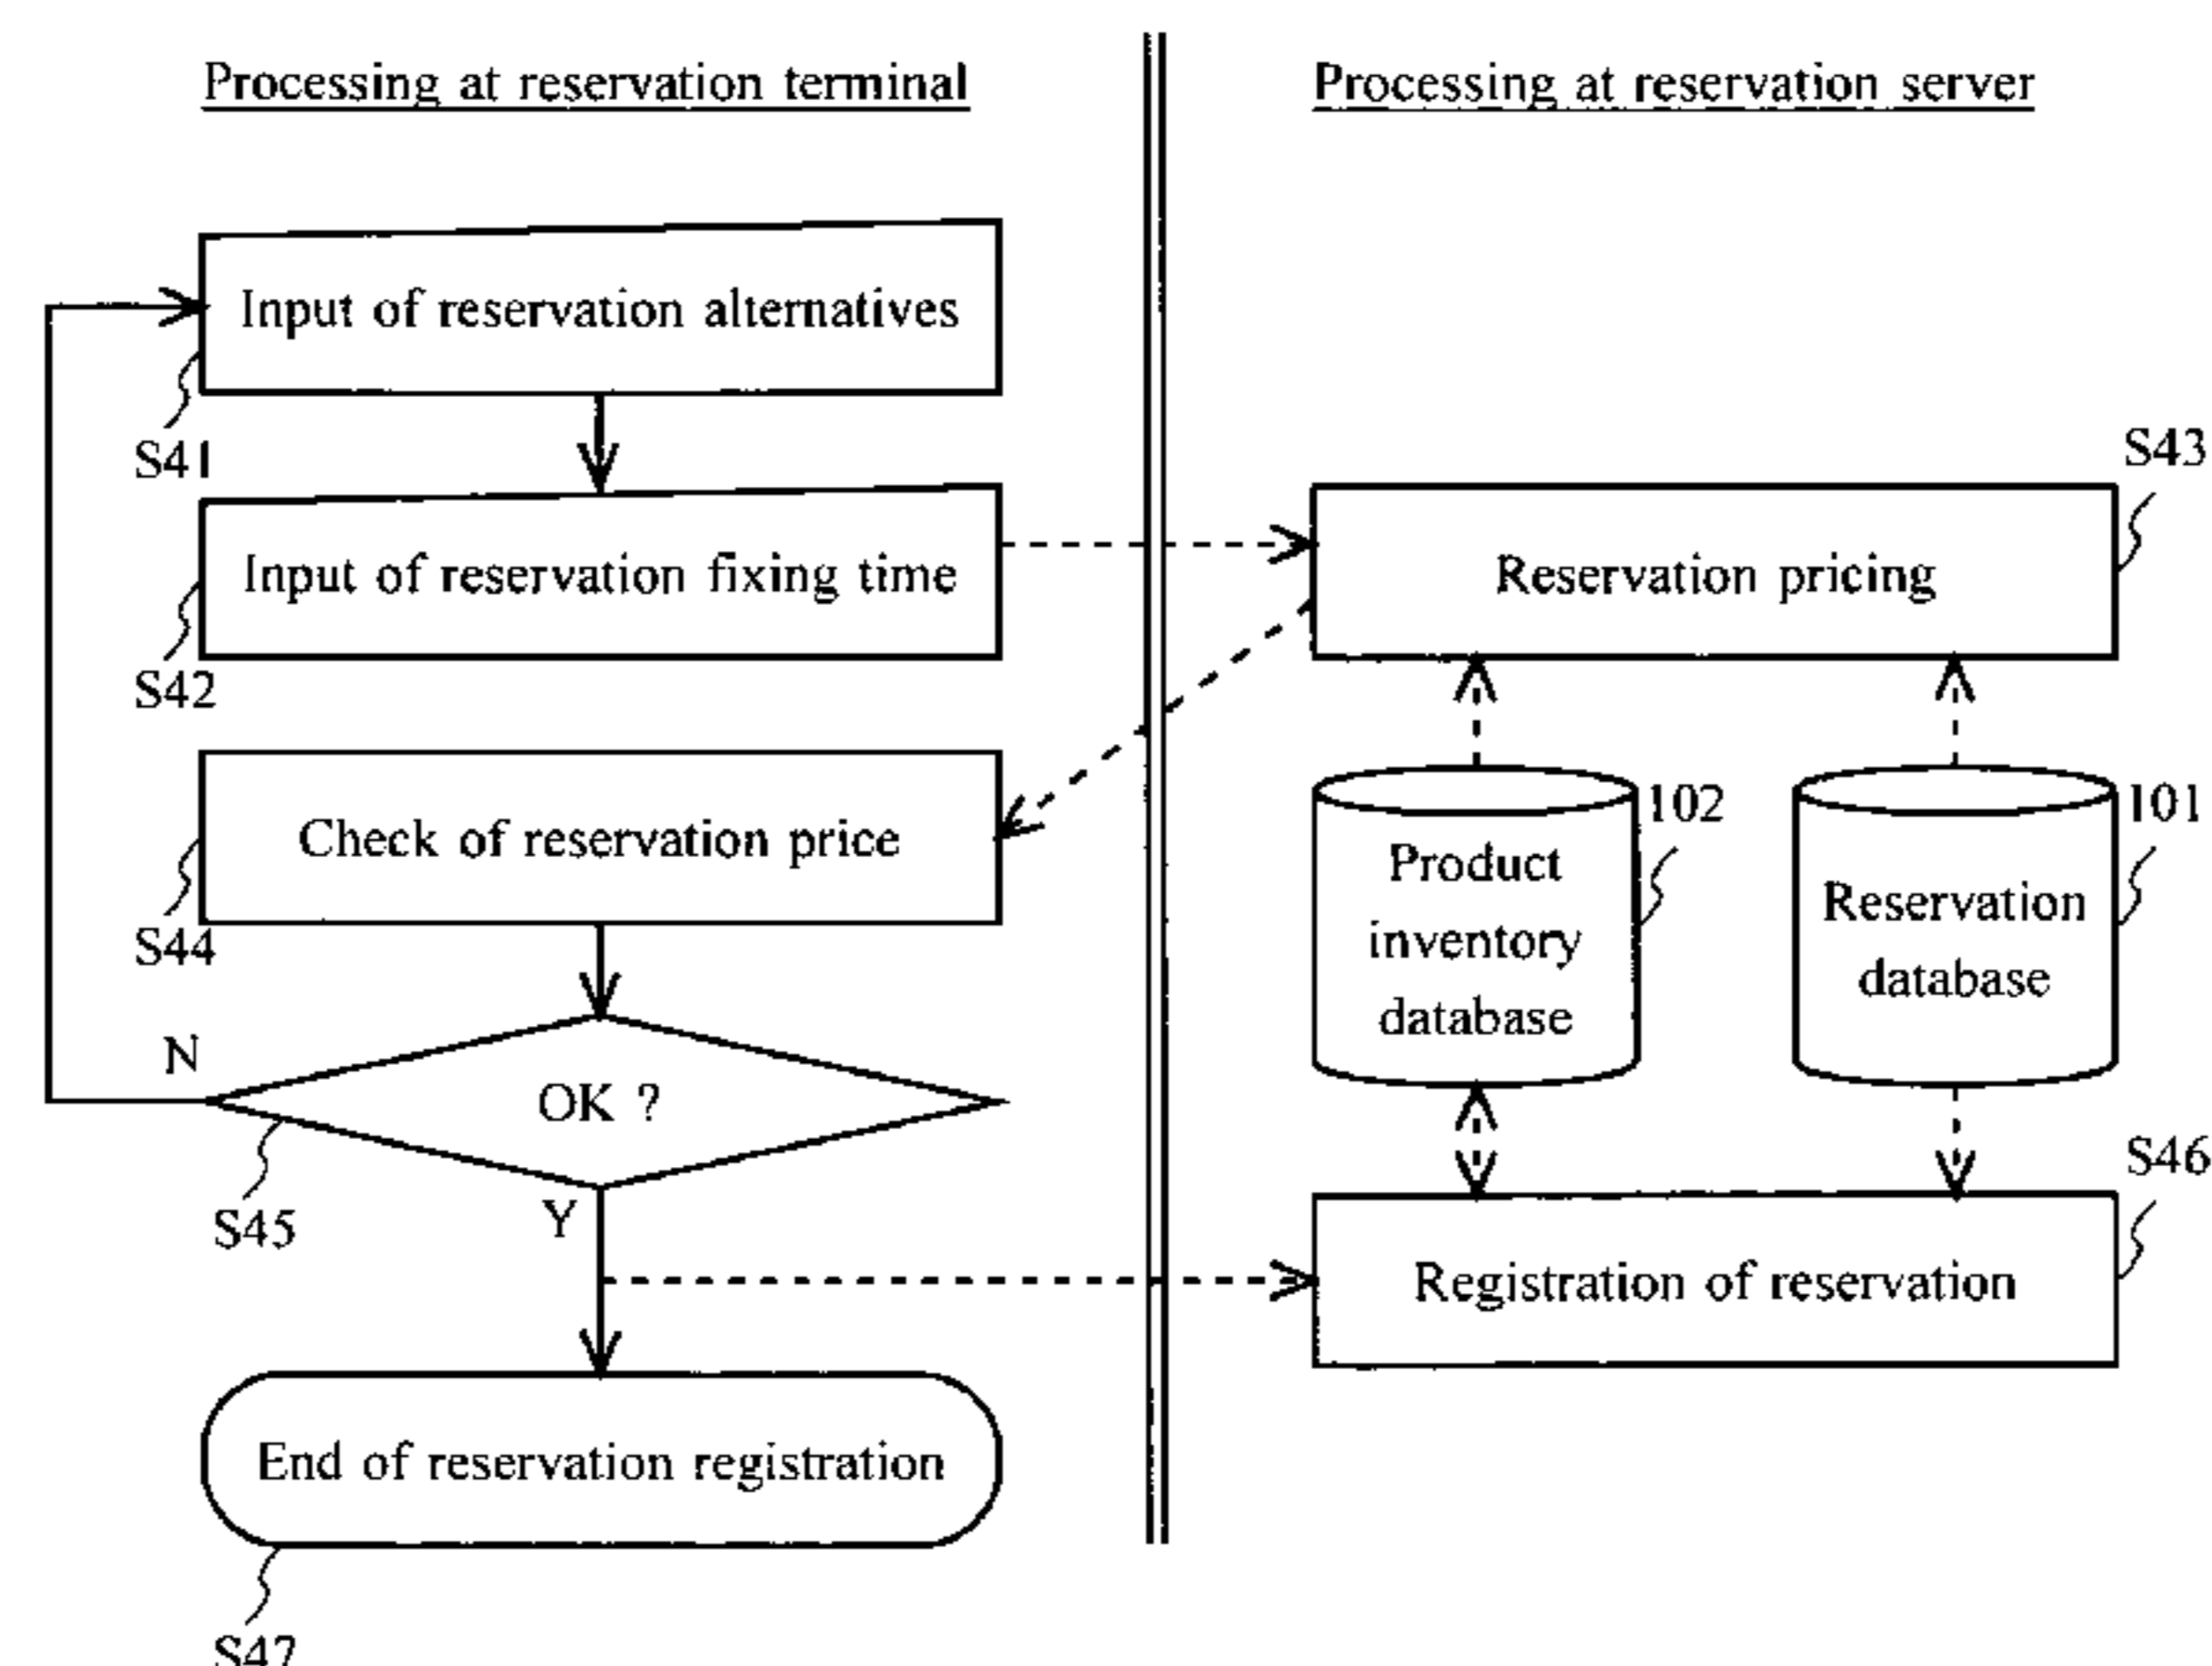 Processing at reservation terminal
Processing at reservation server
Input of reservation alternatives
S41
Input of reservation fixing time
S42
Reservation pricing
S43
Check of reservation price
S44
Product
inventory
database
102
Reservation
database
101
N
OK ?
S45
Y
Registration of reservation
S46
End of reservation registration
S47